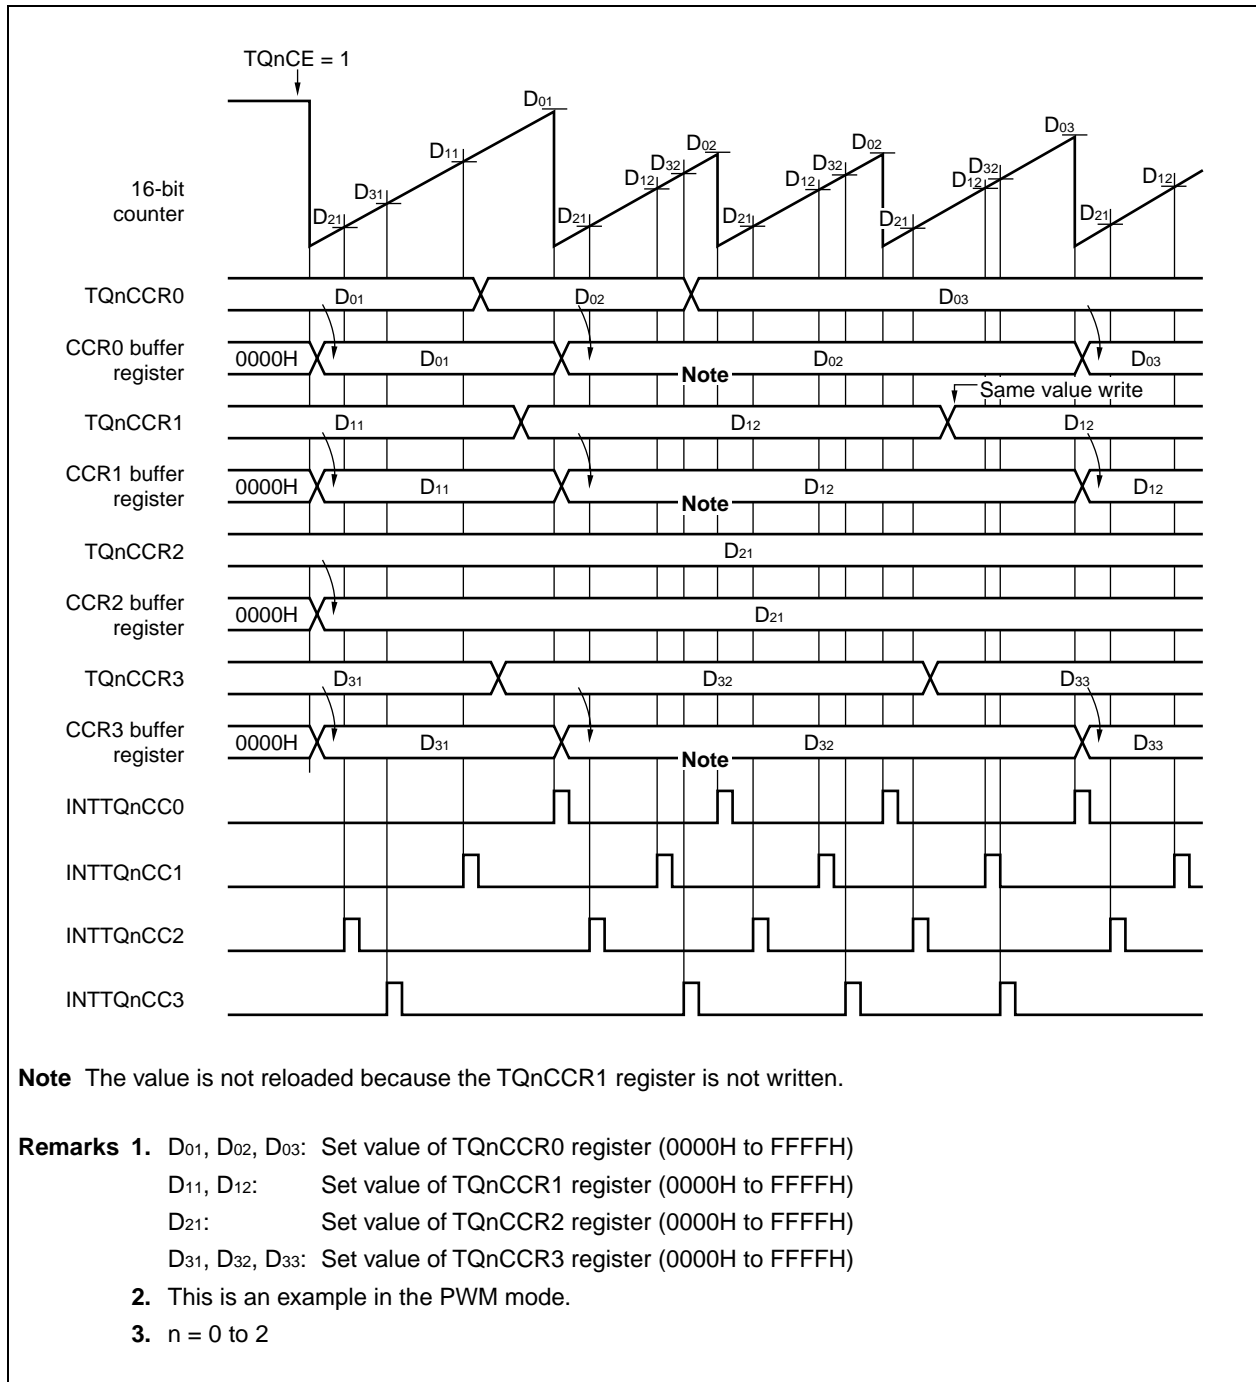 TQnCE = 1
D01
D11
D31
D21
D02
D32
D12
D21
D02
D32
D12
D21
D03
D32
D12
D21
D12
D21
16-bit
counter
TQnCCR0
D01
D02
D03
CCR0 buffer
register
0000H
D01
D02
D03
Note
Same value write
TQnCCR1
D11
D12
D12
CCR1 buffer
register
0000H
D11
D12
D12
Note
TQnCCR2
D21
CCR2 buffer
register
0000H
D21
TQnCCR3
D31
D32
D33
CCR3 buffer
register
0000H
D31
D32
D33
Note
INTTQnCC0
INTTQnCC1
INTTQnCC2
INTTQnCC3
Note The value is not reloaded because the TQnCCR1 register is not written.
Remarks 1. D01, D02, D03: Set value of TQnCCR0 register (0000H to FFFFH)
D11, D12: Set value of TQnCCR1 register (0000H to FFFFH)
D21: Set value of TQnCCR2 register (0000H to FFFFH)
D31, D32, D33: Set value of TQnCCR3 register (0000H to FFFFH)
2. This is an example in the PWM mode.
3. n = 0 to 2